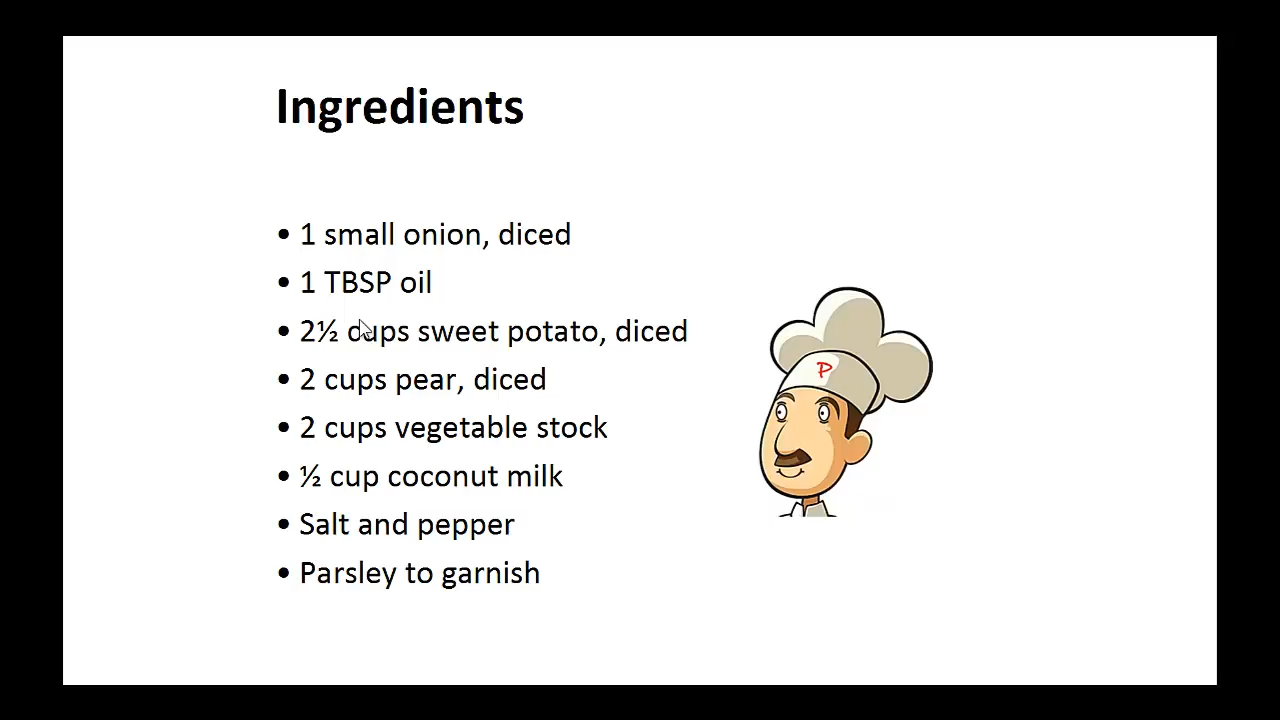 Ingredients
• 1 small onion, diced
• 1 TBSP oil
• 2½ cups sweet potato, diced
• 2 cups pear, diced
• 2 cups vegetable stock
• ½ cup coconut milk
• Salt and pepper
• Parsley to garnish
P